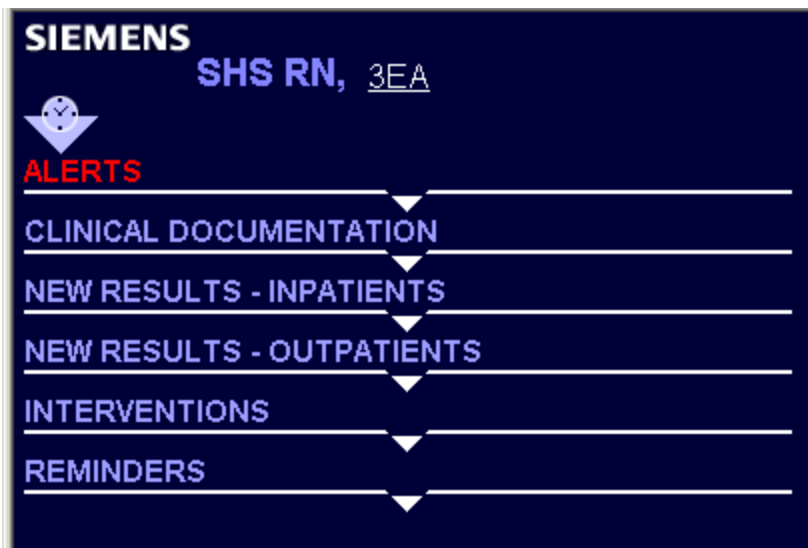 SIEMENS
SHS RN, 3EA
ALERTS
CLINICAL DOCUMENTATION
NEW RESULTS - INPATIENTS
NEW RESULTS - OUTPATIENTS
INTERVENTIONS
REMINDERS